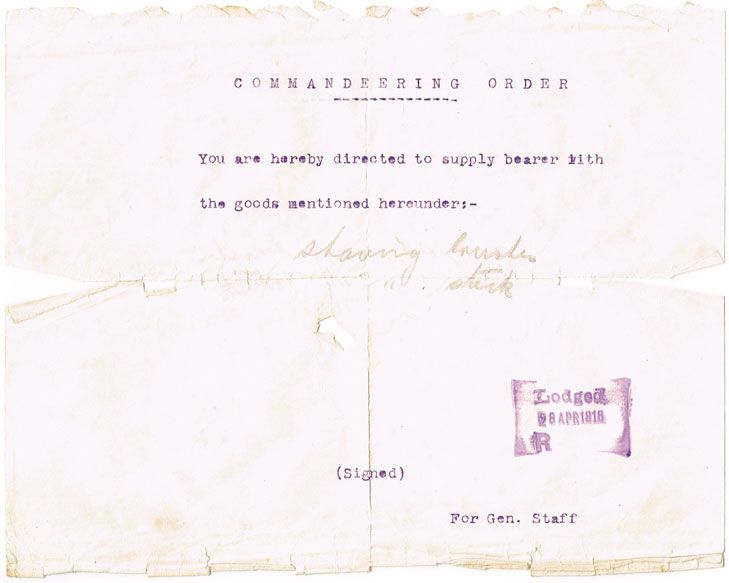 COMMANDEERING ORDER
You are hereby directed to supply bearer with
the goods mentioned hereunder:-
shaving brushes
" stick
Lodged
28 APR 1916
R
(Signed)
For Gen. Staff